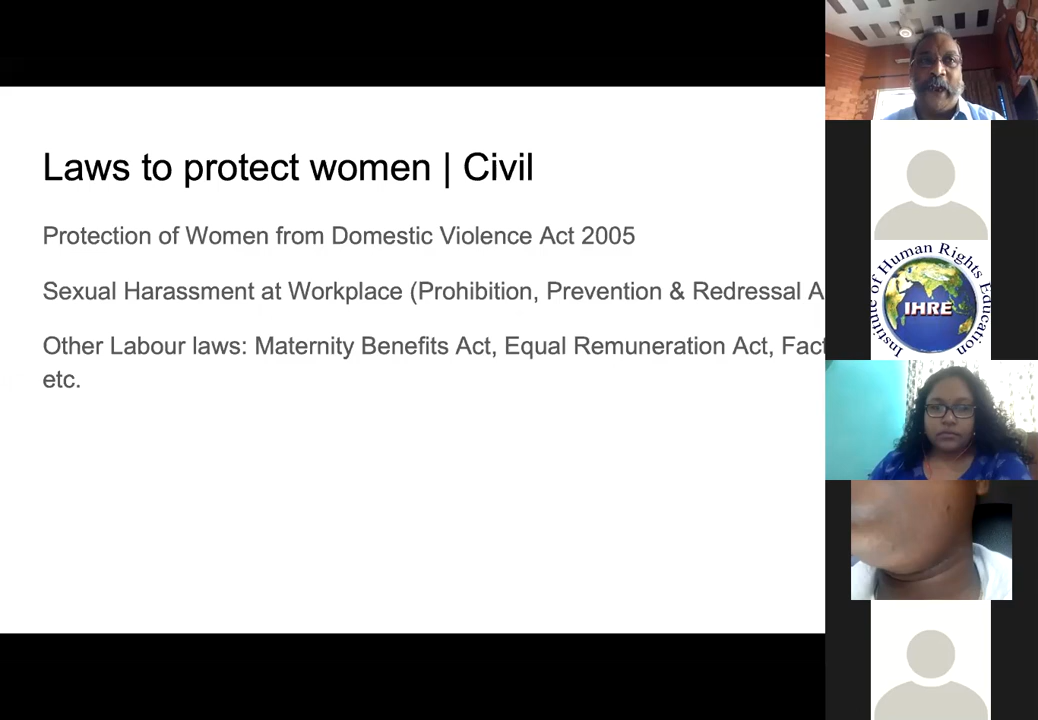 Laws to protect women | Civil
Protection of Women from Domestic Violence Act 2005
Sexual Harassment at Workplace (Prohibition, Prevention & Redressal A
Other Labour laws: Maternity Benefits Act, Equal Remuneration Act, Fact
etc.
Institute of Human Rights Education
IHRE